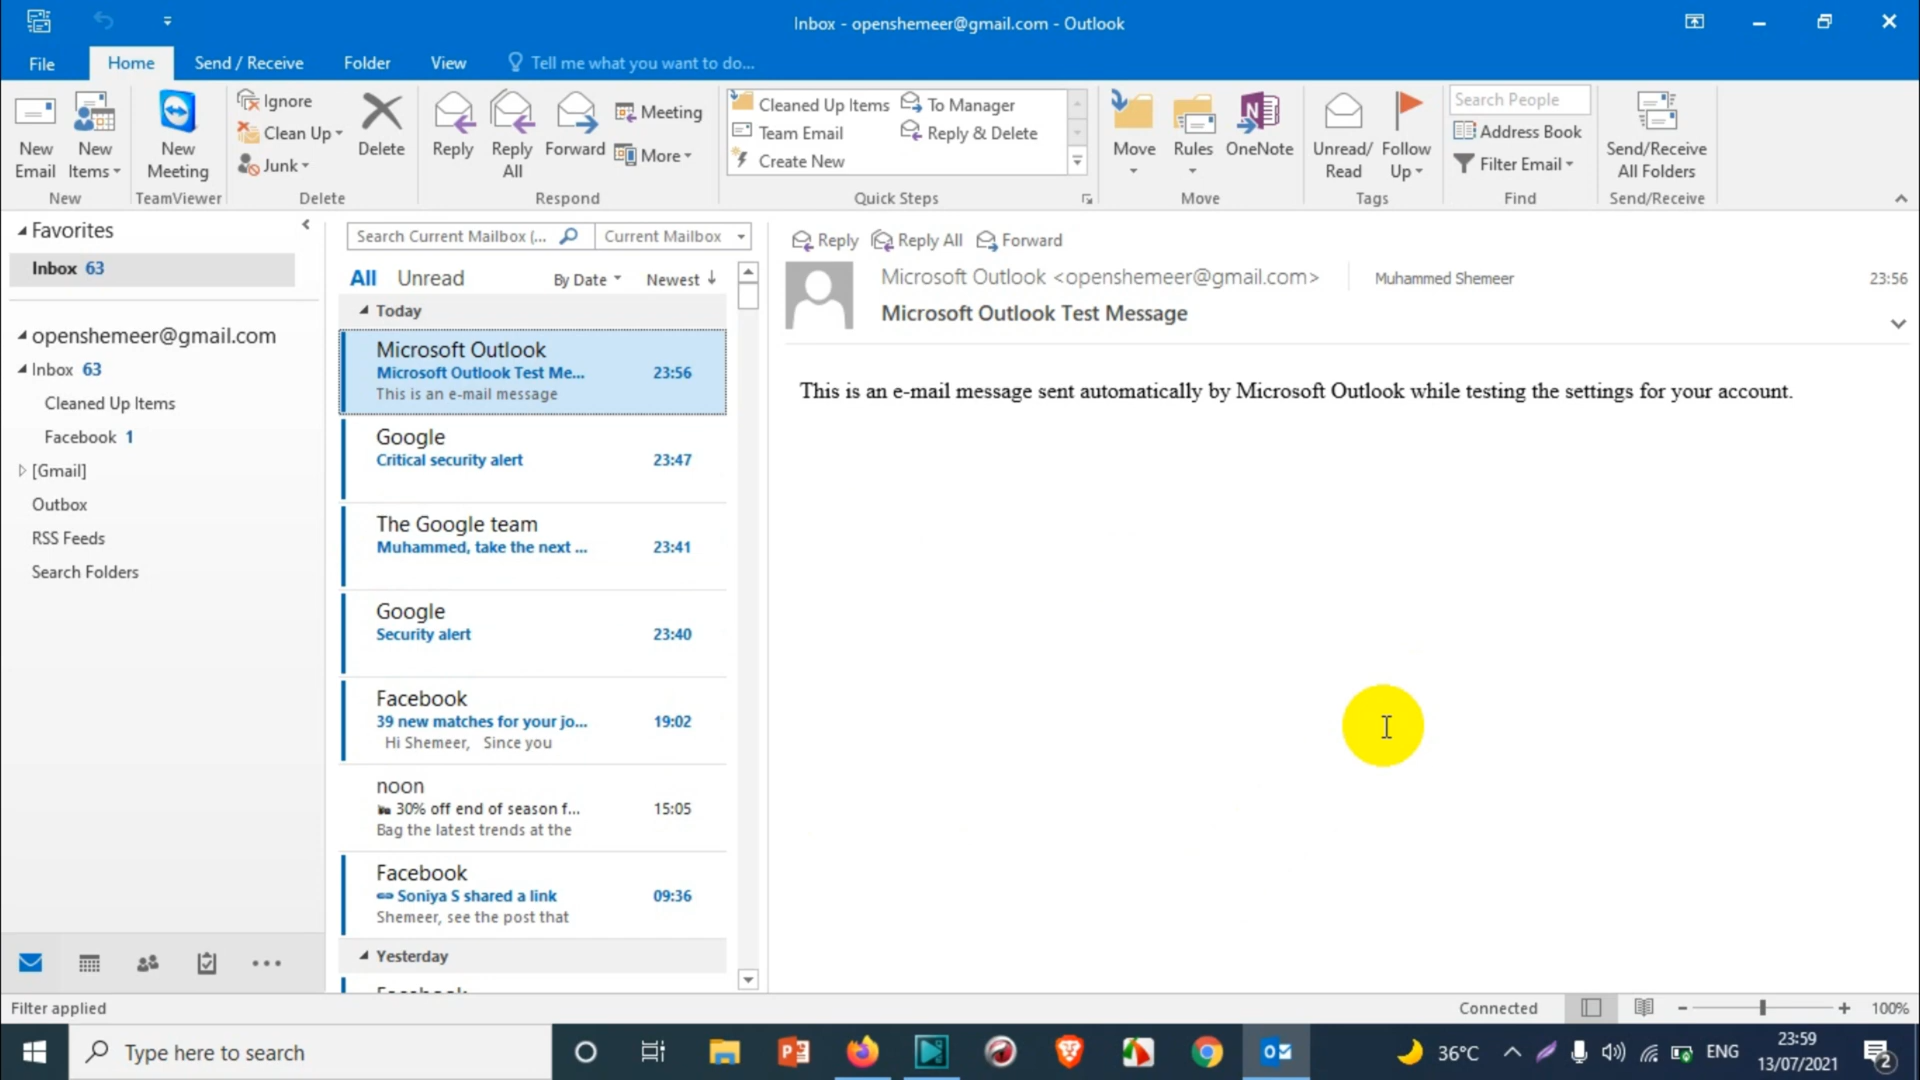 Inbox - openshemeer@gmail.com - Outlook
File Home Send / Receive Folder View Tell me what you want to do...
New Email
New Items
New
New Meeting
TeamViewer
Ignore
Clean Up
Junk
Delete
Delete
Reply
Reply All
Forward
Meeting
More
Respond
Cleaned Up Items
Team Email
Create New
To Manager
Reply & Delete
Quick Steps
Move
Rules
OneNote
Move
Unread/ Read
Follow Up
Tags
Search People
Address Book
Filter Email
Find
Send/Receive All Folders
Send/Receive
Favorites
Inbox 63
openshemeer@gmail.com
Inbox 63
Cleaned Up Items
Facebook 1
[Gmail]
Outbox
RSS Feeds
Search Folders
Search Current Mailbox (... Current Mailbox
All Unread By Date Newest
Today
Microsoft Outlook
Microsoft Outlook Test Me... 23:56
This is an e-mail message
Google
Critical security alert 23:47
The Google team
Muhammed, take the next ... 23:41
Google
Security alert 23:40
Facebook
39 new matches for your jo... 19:02
Hi Shemeer, Since you
noon
30% off end of season f... 15:05
Bag the latest trends at the
Facebook
Soniya S shared a link 09:36
Shemeer, see the post that
Yesterday
Reply Reply All Forward
Microsoft Outlook <openshemeer@gmail.com> Muhammed Shemeer 23:56
Microsoft Outlook Test Message
This is an e-mail message sent automatically by Microsoft Outlook while testing the settings for your account.
Filter applied Connected 100%
Type here to search
36°C ENG
23:59
13/07/2021
2